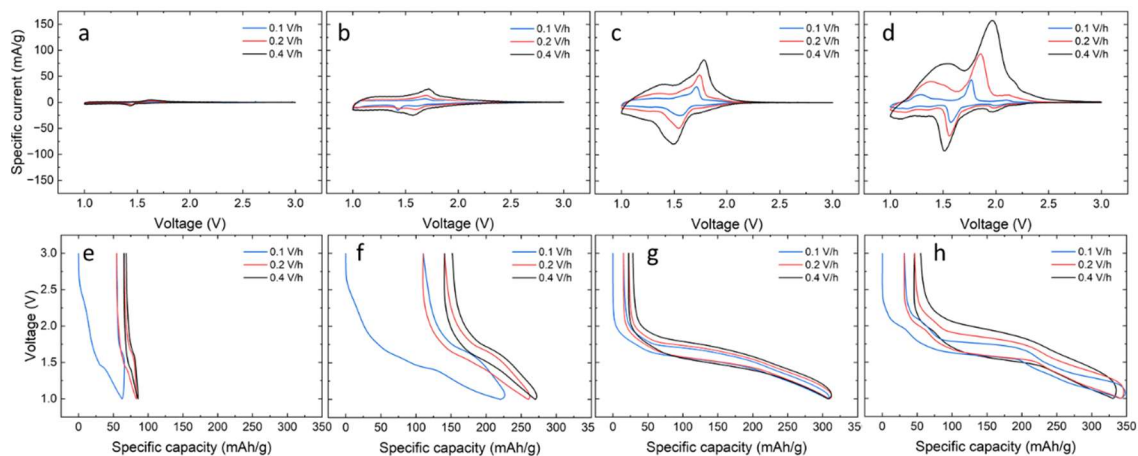 a
0.1 V/h
0.2 V/h
0.4 V/h
b
0.1 V/h
0.2 V/h
0.4 V/h
c
0.1 V/h
0.2 V/h
0.4 V/h
d
0.1 V/h
0.2 V/h
0.4 V/h
Specific current (mA/g)
150
100
50
0
−50
−100
−150
1.0 1.5 2.0 2.5 3.0
1.0 1.5 2.0 2.5 3.0
1.0 1.5 2.0 2.5 3.0
1.0 1.5 2.0 2.5 3.0
Voltage (V)
Voltage (V)
Voltage (V)
Voltage (V)
e
0.1 V/h
0.2 V/h
0.4 V/h
f
0.1 V/h
0.2 V/h
0.4 V/h
g
0.1 V/h
0.2 V/h
0.4 V/h
h
0.1 V/h
0.2 V/h
0.4 V/h
Voltage (V)
3.0
2.5
2.0
1.5
1.0
0 50 100 150 200 250 300 35
0 50 100 150 200 250 300 35
0 50 100 150 200 250 300 35
0 50 100 150 200 250 300 350
Specific capacity (mAh/g)
Specific capacity (mAh/g)
Specific capacity (mAh/g)
Specific capacity (mAh/g)